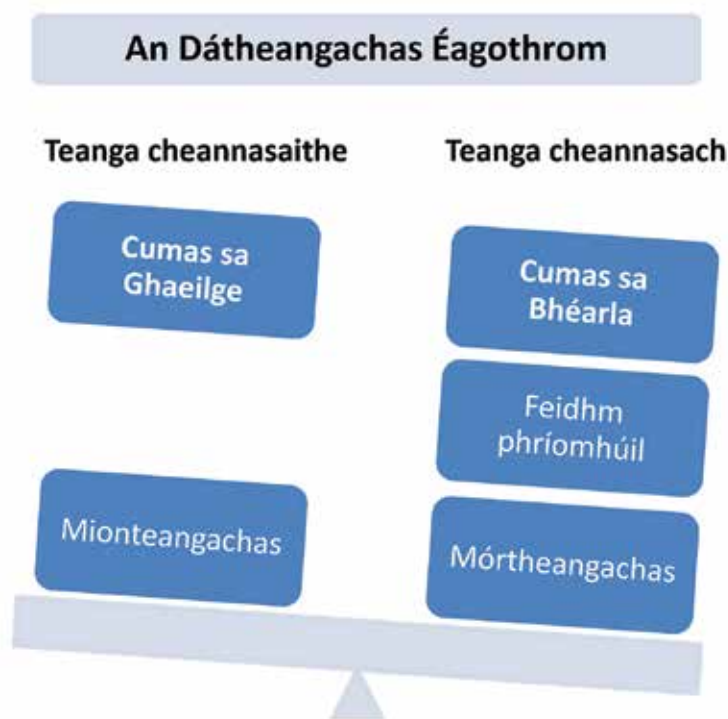 An Dátheangachas Éagothrom
Teanga cheannasaithe
Teanga cheannasach
Cumas sa
Ghaeilge
Mionteangachas
Cumas sa
Bhéarla
Feidhm
phríomhúil
Mórtheangachas